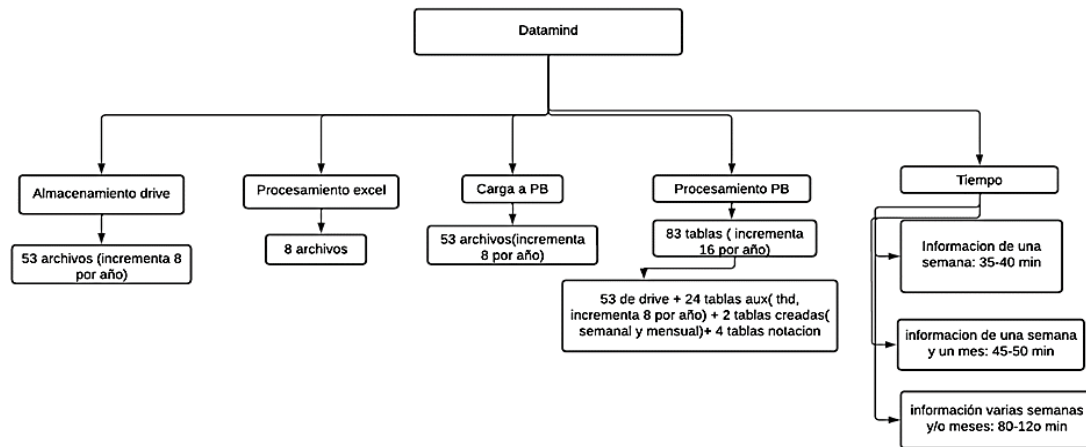 Datamind
Almacenamiento drive
Procesamiento excel
Carga a PB
Procesamiento PB
Tiempo
53 archivos (incrementa 8
por año)
8 archivos
53 archivos(incrementa
8 por año)
83 tablas ( incrementa
16 por año)
53 de drive + 24 tablas aux( thd,
incrementa 8 por año) + 2 tablas creadas(
semanal y mensual)+ 4 tablas notacion
Informacion de una
semana: 35-40 min
informacion de una semana
y un mes: 45-50 min
información varias semanas
y/o meses: 80-12o min